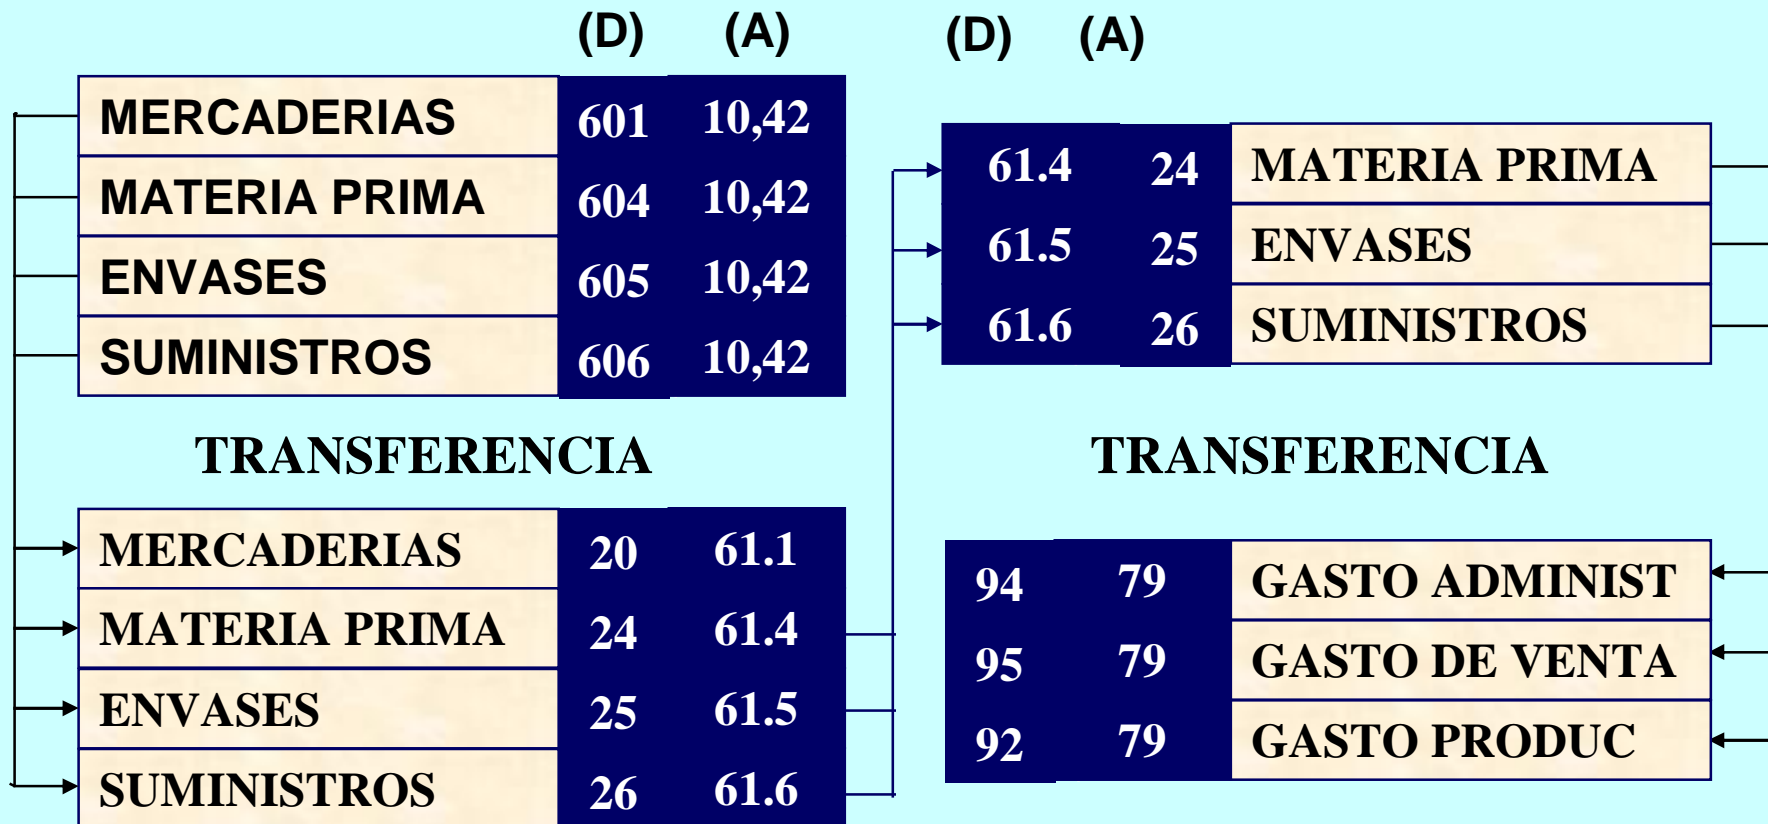 (D) (A)
MERCADERIAS 601 10,42
MATERIA PRIMA 604 10,42
ENVASES 605 10,42
SUMINISTROS 606 10,42
TRANSFERENCIA
MERCADERIAS 20 61.1
MATERIA PRIMA 24 61.4
ENVASES 25 61.5
SUMINISTROS 26 61.6
(D) (A)
61.4 24 MATERIA PRIMA
61.5 25 ENVASES
61.6 26 SUMINISTROS
TRANSFERENCIA
94 79 GASTO ADMINIST
95 79 GASTO DE VENTA
92 79 GASTO PRODUC